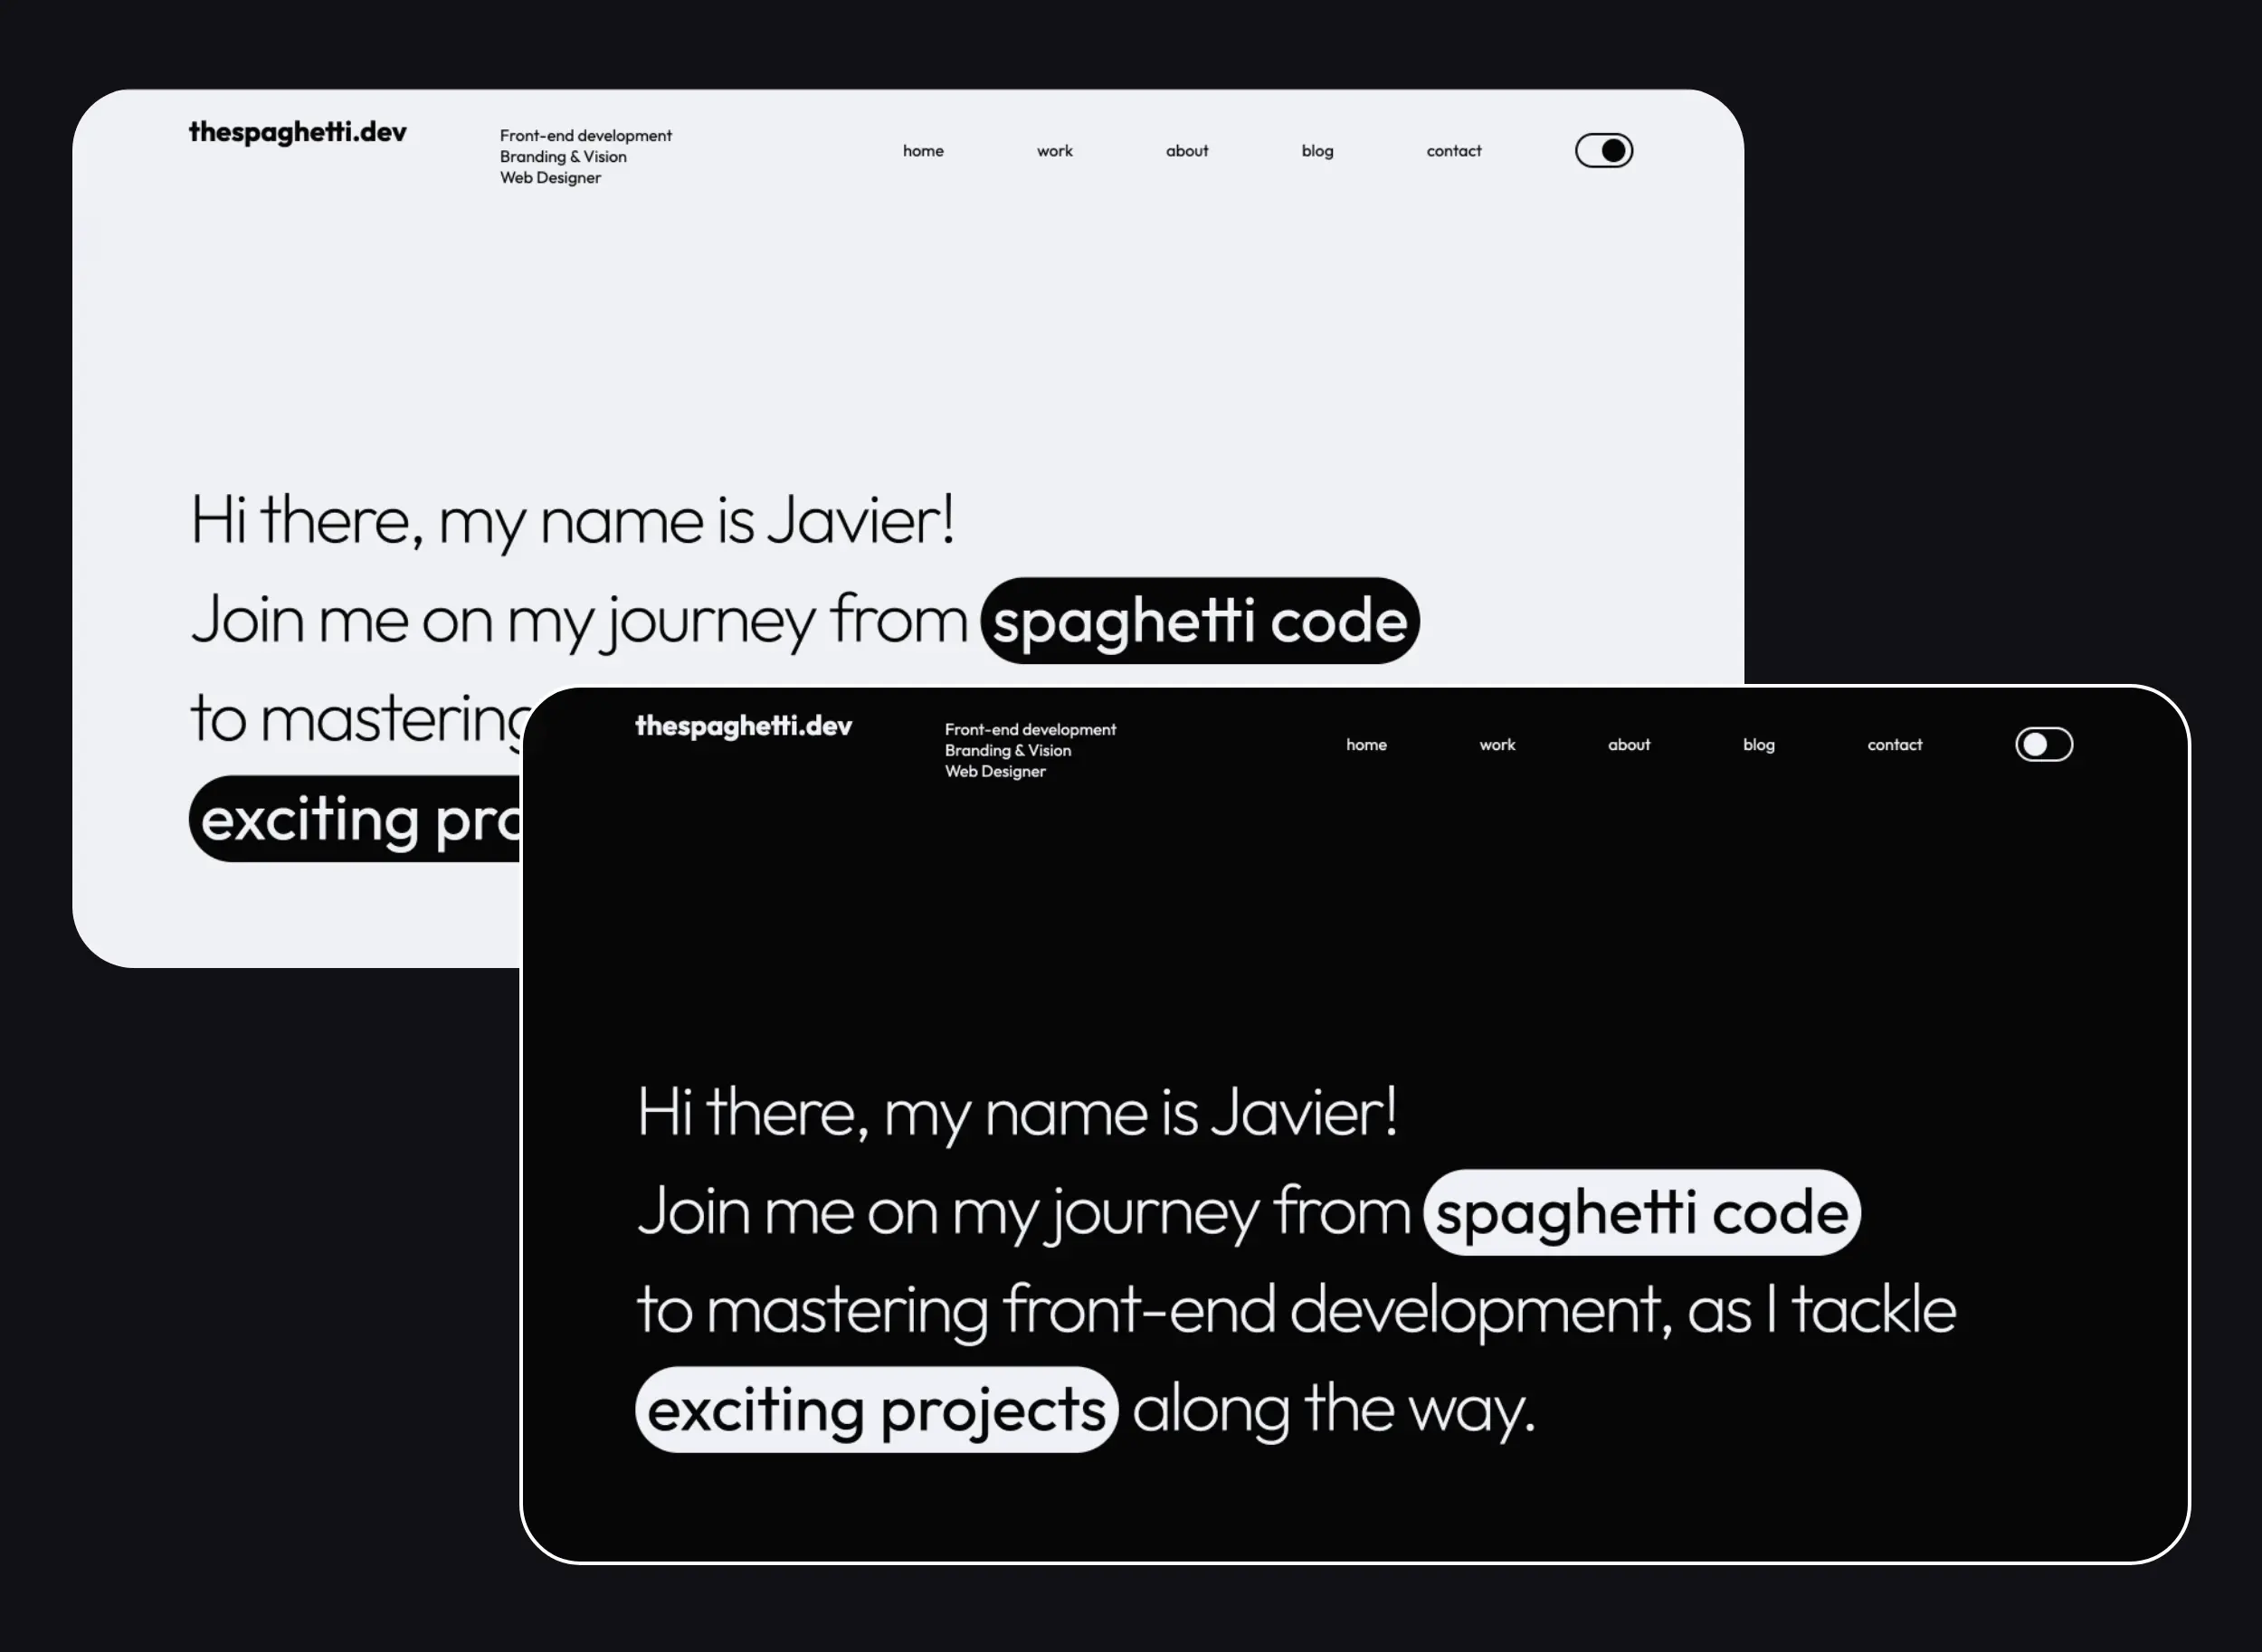 thespaghetti.dev
Front-end development
Branding & Vision
Web Designer
home
work
about
blog
contact
Hi there, my name is Javier!
Join me on my journey from spaghetti code
to mastering
exciting pro
thespaghetti.dev
Front-end development
Branding & Vision
Web Designer
home
work
about
blog
contact
Hi there, my name is Javier!
Join me on my journey from spaghetti code
to mastering front-end development, as I tackle
exciting projects along the way.